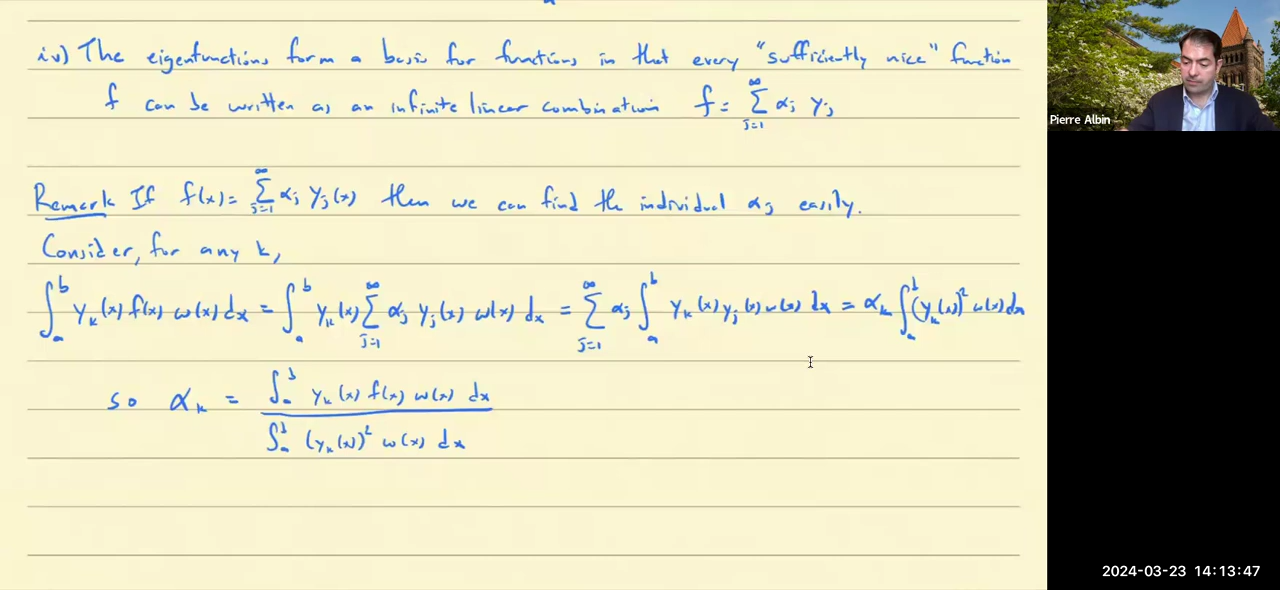 iv) The eigenfunctions form a basis for functions in that every "sufficiently nice" function
f can be written as an infinite linear combination f = ∑_{j=1}^{∞} α_j y_j
Remark If f(x) = ∑_{j=1}^{∞} α_j y_j(x) then we can find the individual α_j easily.
Consider, for any k,
∫_a^b y_k(x) f(x) ω(x) dx = ∫_a^b y_k(x) ∑_{j=1}^{∞} α_j y_j(x) ω(x) dx = ∑_{j=1}^{∞} α_j ∫_a^b y_k(x) y_j(x) ω(x) dx = α_k ∫_a^b (y_k(x))^2 ω(x) dx
so α_k = \frac{∫_a^b y_k(x) f(x) ω(x) dx}{∫_a^b (y_k(x))^2 ω(x) dx}
Pierre Albin
2024-03-23 14:13:47